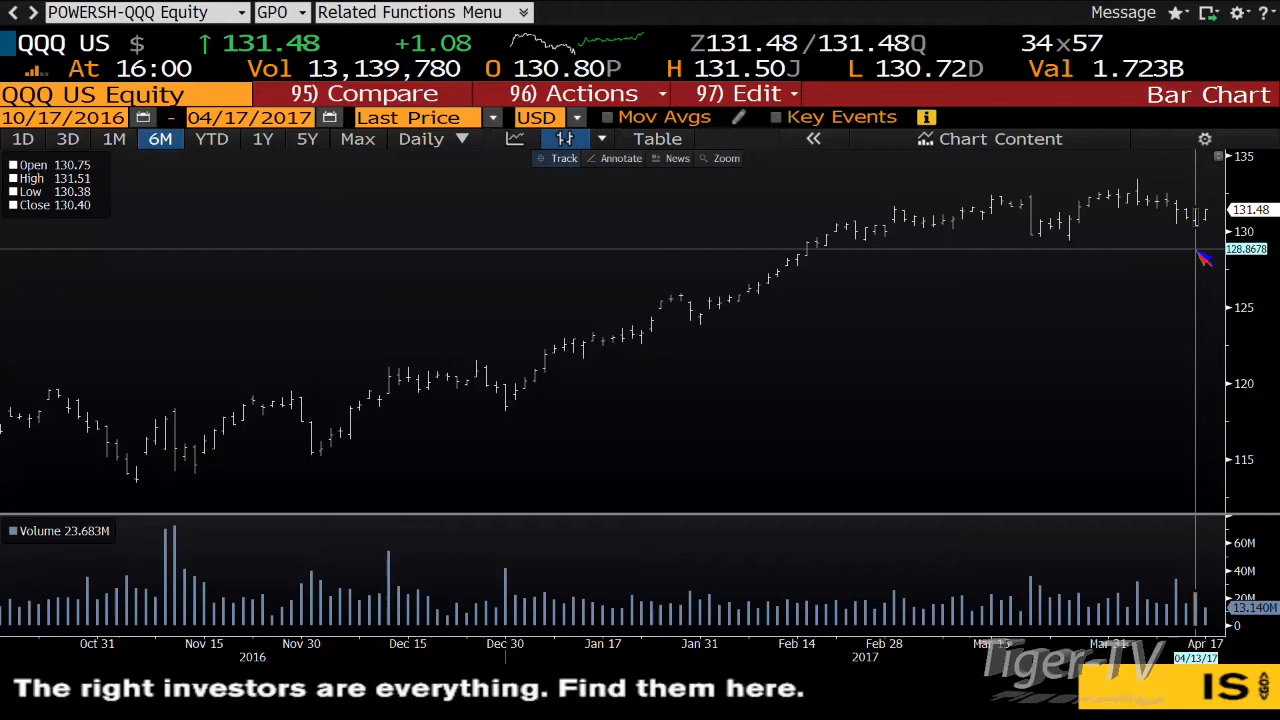 POWERSH-QQQ Equity GPO Related Functions Menu Message ?
QQQ US $ ↑ 131.48 +1.08 Z131.48/131.48Q 34x57
At 16:00 Vol 13,139,780 O 130.80P H 131.50J L 130.72D Val 1.723B
QQQ US Equity 95) Compare 96) Actions 97) Edit Bar Chart
10/17/2016 - 04/17/2017 Last Price USD Mov Avgs Key Events
1D 3D 1M 6M YTD 1Y 5Y Max Daily Table « Chart Content
Track Annotate News Zoom
Open 130.75
High 131.51
Low 130.38
Close 130.40
135
131.48
130
128.8678
125
120
115
Volume 23.683M
60M
40M
20M
13.140M
0
Oct 31 Nov 15 Nov 30 Dec 15 Dec 30 Jan 17 Jan 31 Feb 14 Feb 28 Mar 15 Mar 31 Apr 17
2016 2017 04/13/17
Tiger-TV
The right investors are everything. Find them here.
IS